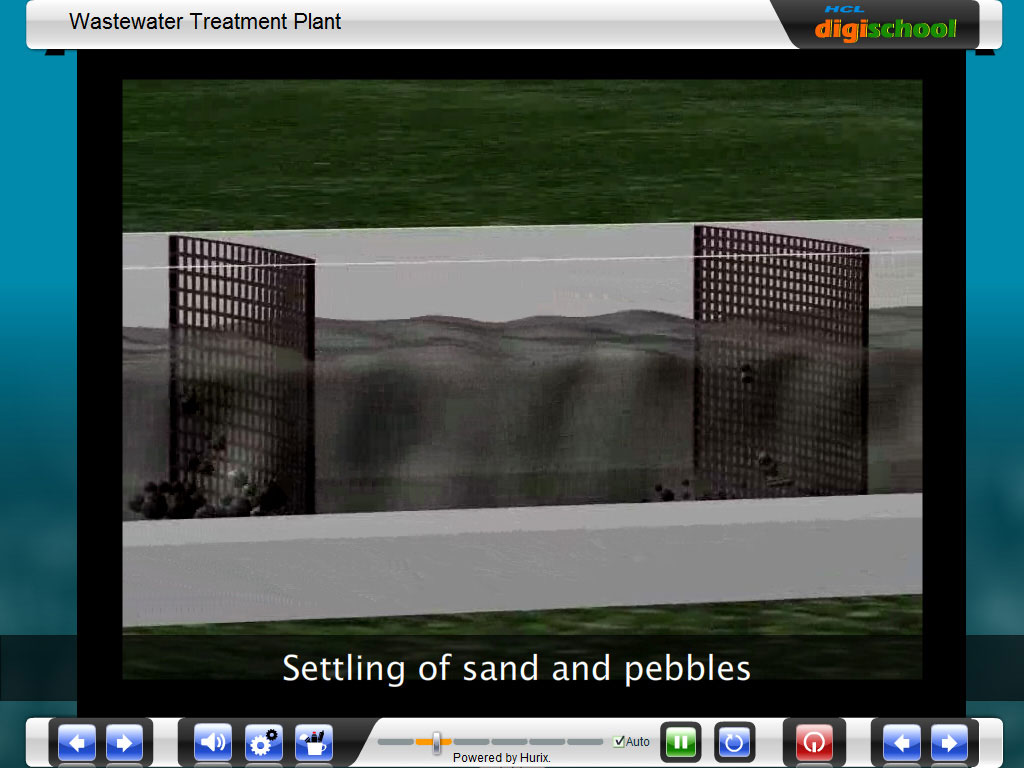 Wastewater Treatment Plant
HCL
digischool
Settling of sand and pebbles
Auto
Powered by Hurix.